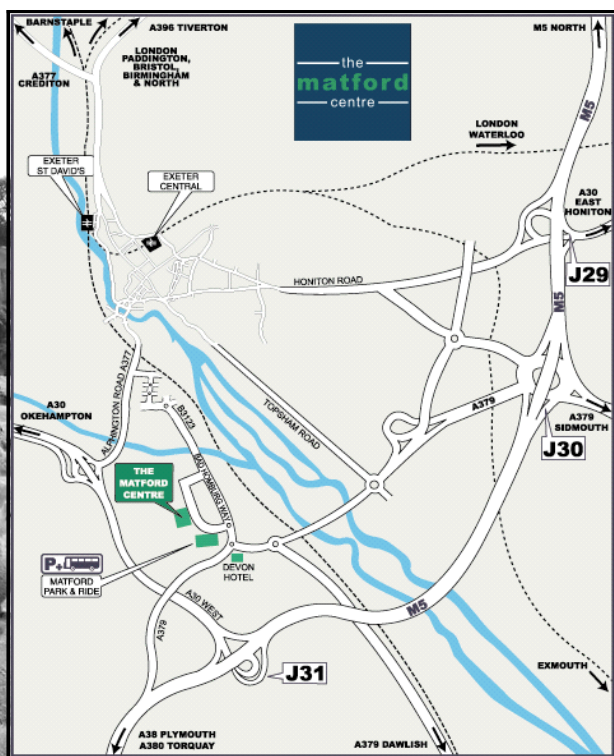 BARNSTAPLE
A396 TIVERTON
M5 NORTH
A377
CREDITON
LONDON
PADDINGTON,
BRISTOL,
BIRMINGHAM
& NORTH
the
matford
centre
M5
LONDON
WATERLOO
EXETER
ST DAVID'S
EXETER
CENTRAL
A30
EAST
HONITON
J29
HONITON ROAD
M5
A30
OKEHAMPTON
ALPHINGTON ROAD A377
B3123
TOPSHAM ROAD
A379
A379
SIDMOUTH
J30
THE
MATFORD
CENTRE
BAD HOMBURG WAY
P+
MATFORD
PARK & RIDE
DEVON
HOTEL
A30 WEST
A379
M5
J31
EXMOUTH
A38 PLYMOUTH
A380 TORQUAY
A379 DAWLISH